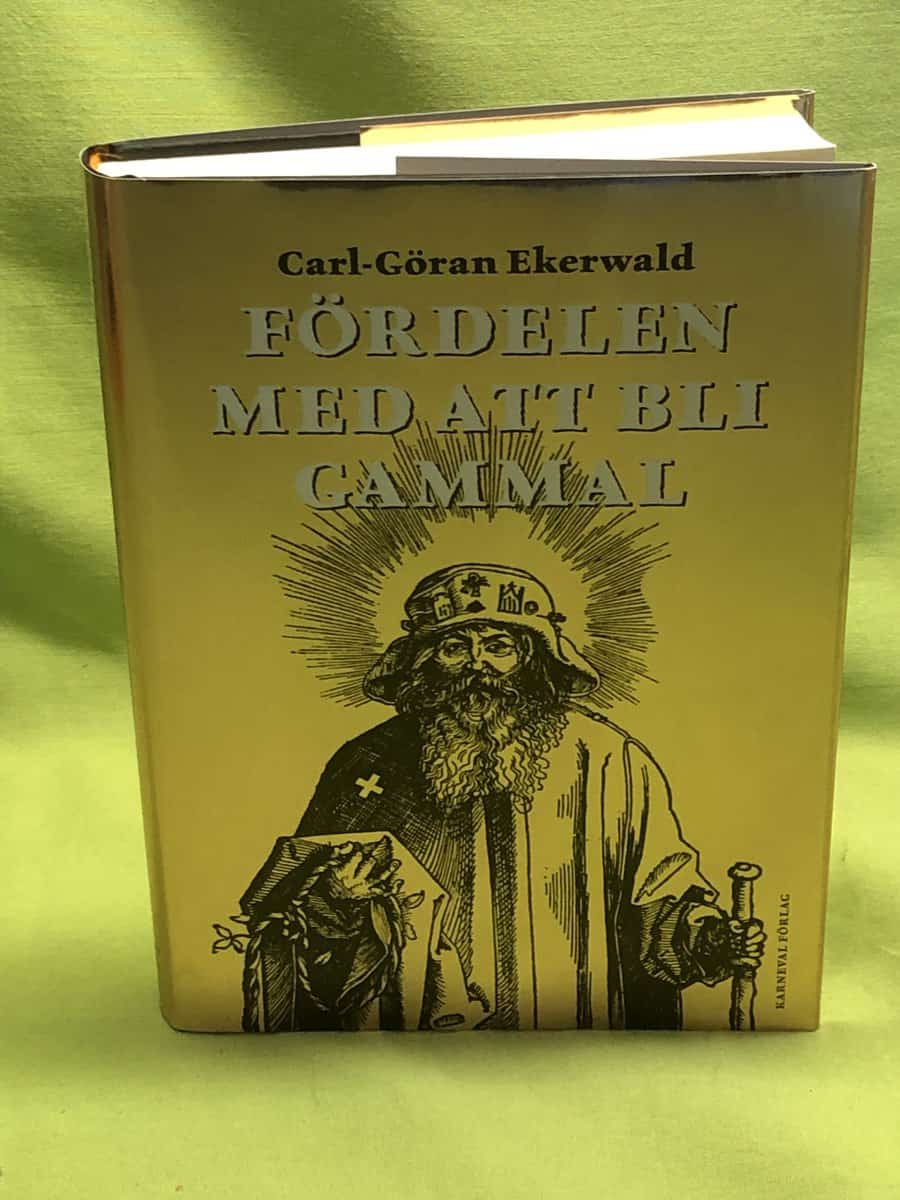 Carl-Göran Ekerwald
FÖRDELEN
MED ATT BLI
GAMMAL
KARNEVAL FÖRLAG